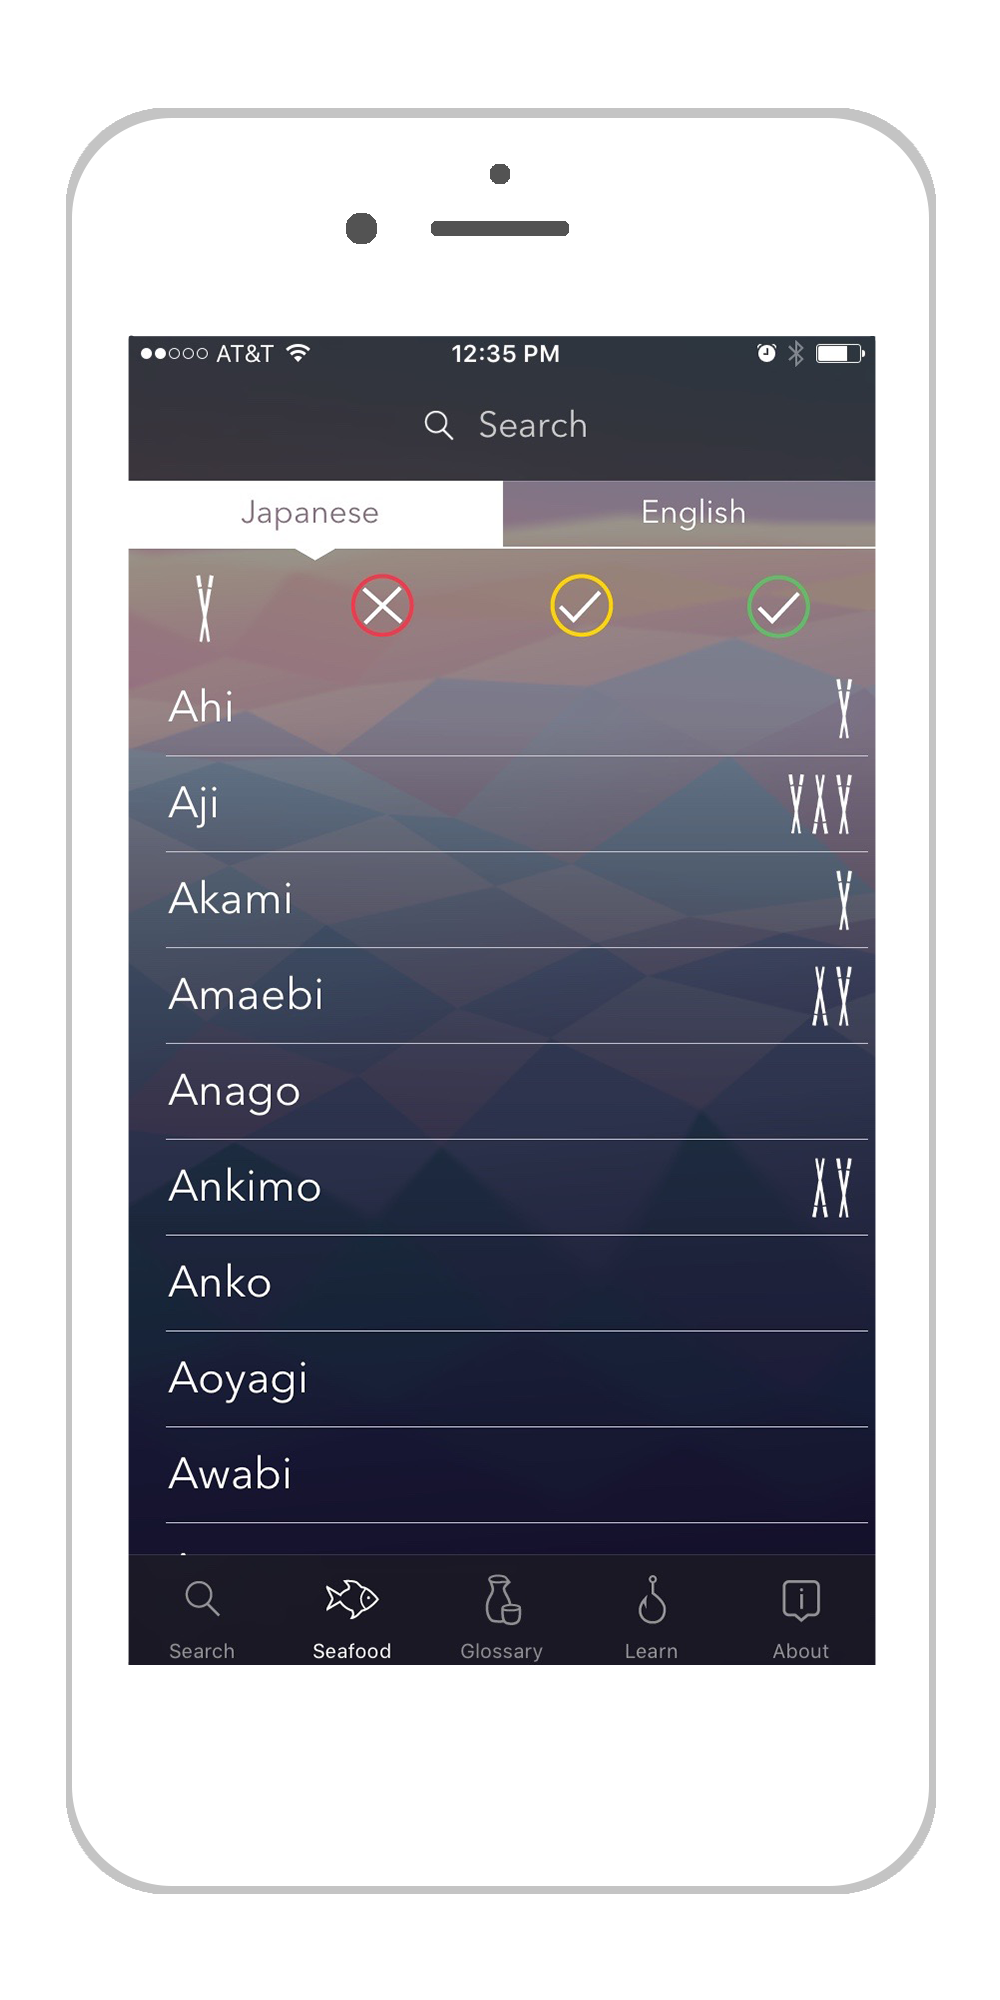 AT&T 12:35 PM
Search
Japanese English
Ahi
Aji
Akami
Amaebi
Anago
Ankimo
Anko
Aoyagi
Awabi
Search Seafood Glossary Learn About